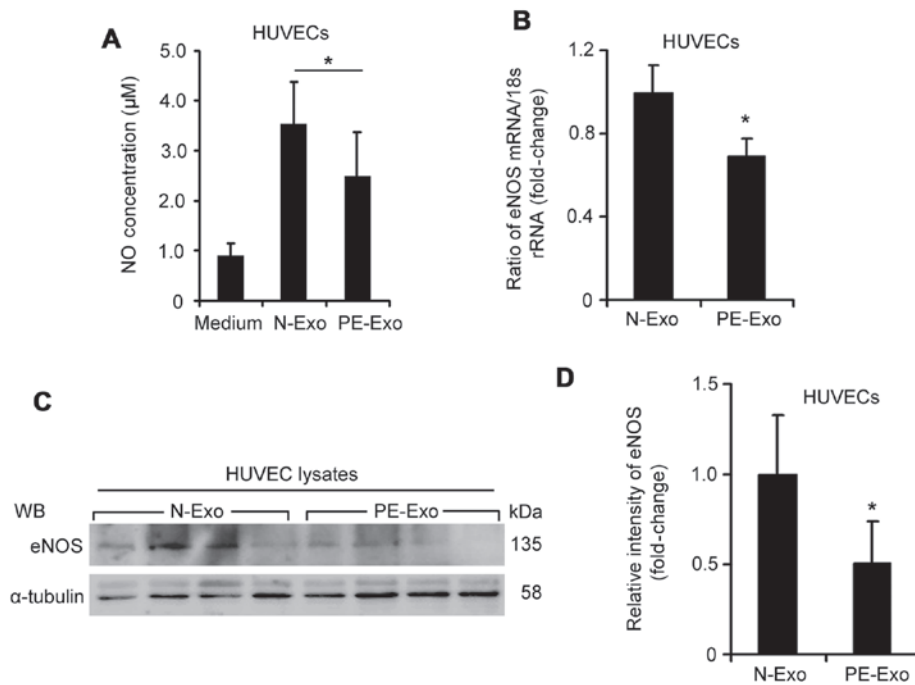 A
HUVECs
NO concentration (µM)
5.0
4.0
3.0
2.0
1.0
0
*
Medium N-Exo PE-Exo
B
HUVECs
Ratio of eNOS mRNA/18s
rRNA (fold-change)
1.2
0.8
0.4
0
*
N-Exo PE-Exo
C
HUVEC lysates
WB N-Exo PE-Exo kDa
eNOS 135
α-tubulin 58
D
HUVECs
Relative intensity of eNOS
(fold-change)
1.5
1.0
0.5
0
*
N-Exo PE-Exo